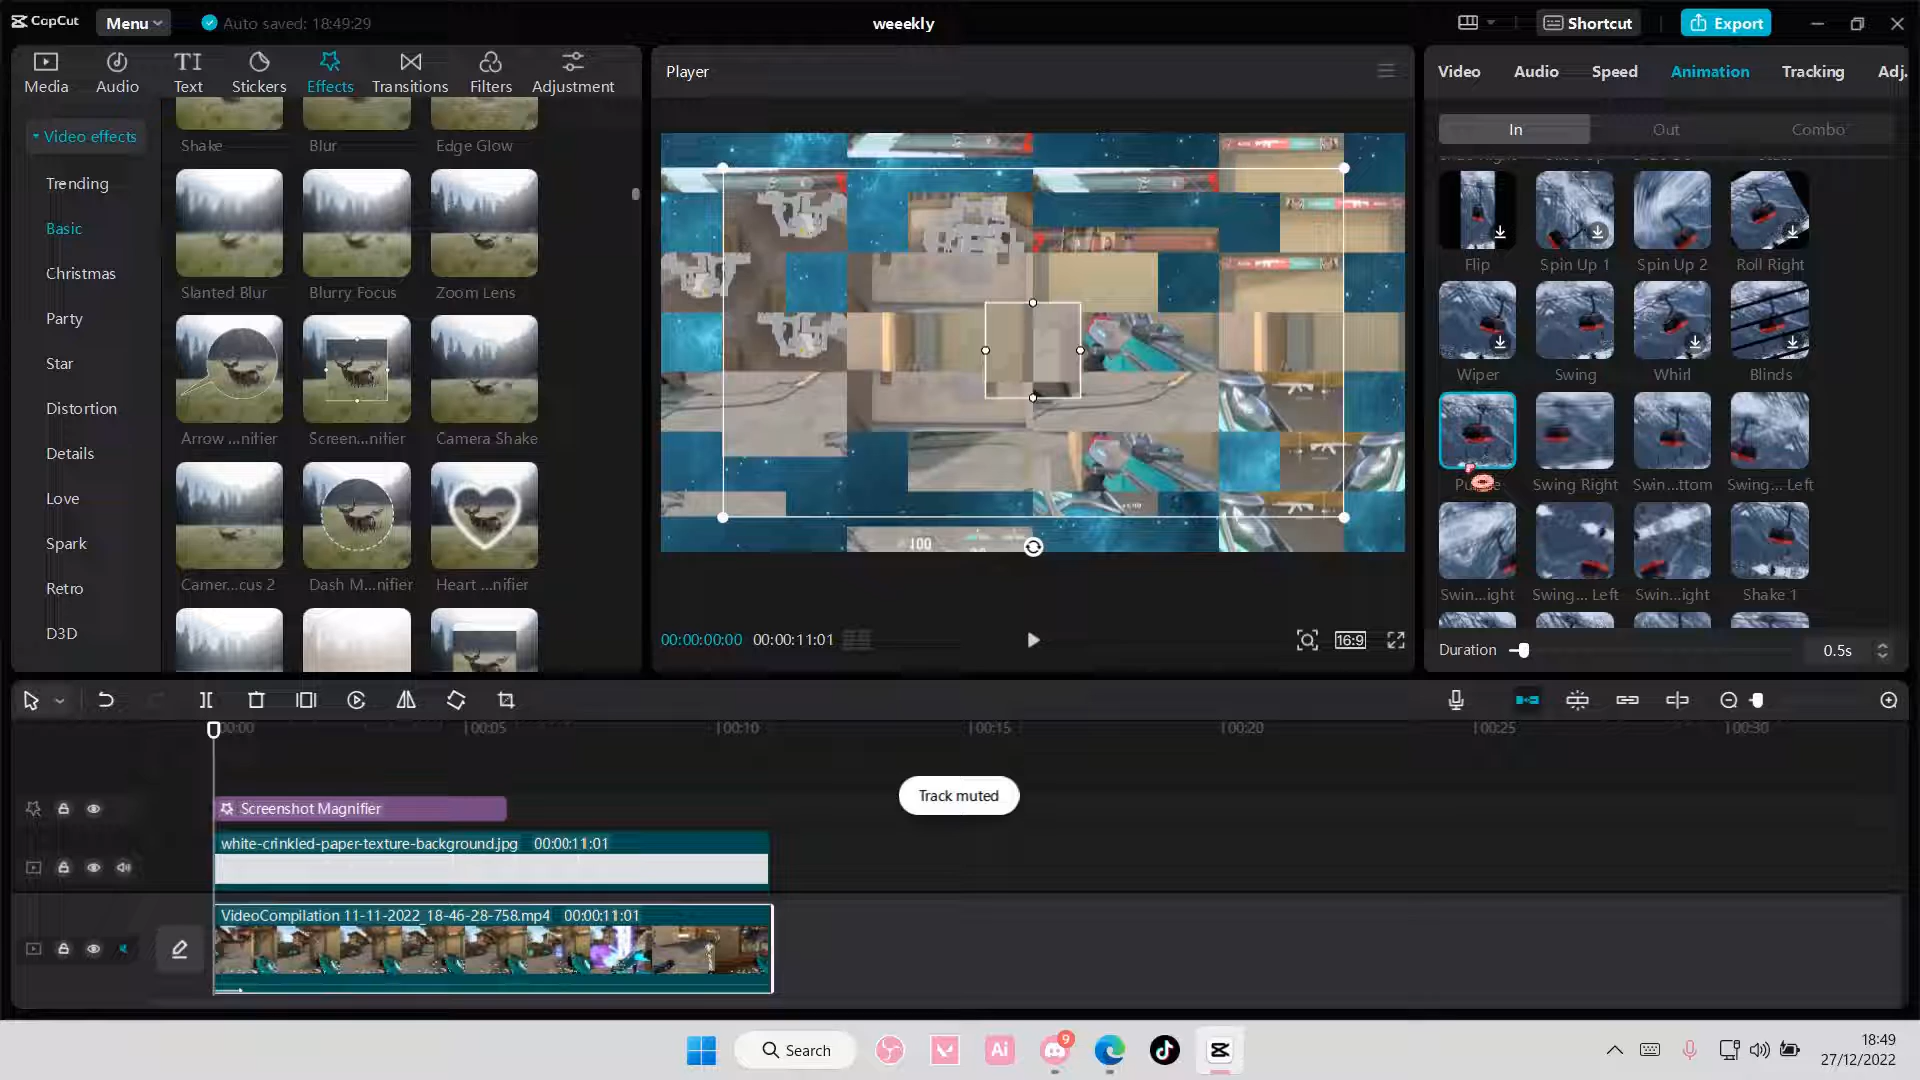 CapCut
Menu
Auto saved: 18:49:29
weeekly
Shortcut
Export
Media
Audio
Text
Stickers
Effects
Transitions
Filters
Adjustment
Player
Video
Audio
Speed
Animation
Tracking
Adj.
In
Out
Combo
Video effects
Trending
Basic
Christmas
Party
Star
Distortion
Details
Love
Spark
Retro
D3D
Shake
Blur
Edge Glow
Slanted Blur
Blurry Focus
Zoom Lens
Arrow ...nifier
Screen...nifier
Camera Shake
Camer...cus 2
Dash M...nifier
Heart ...nifier
100
Flip
Spin Up 1
Spin Up 2
Roll Right
Wiper
Swing
Whirl
Blinds
Swing Right
Swin...ttom
Swing... Left
Swin...ight
Swing... Left
Swin...ight
Shake 1
Duration
0.5s
00:00:00:00
00:00:11:01
16:9
00:00
00:05
00:10
00:15
00:20
00:25
00:30
Track muted
Screenshot Magnifier
white-crinkled-paper-texture-background.jpg 00:00:11:01
VideoCompilation 11-11-2022_18-46-28-758.mp4 00:00:11:01
Search
Ai
9
18:49
27/12/2022